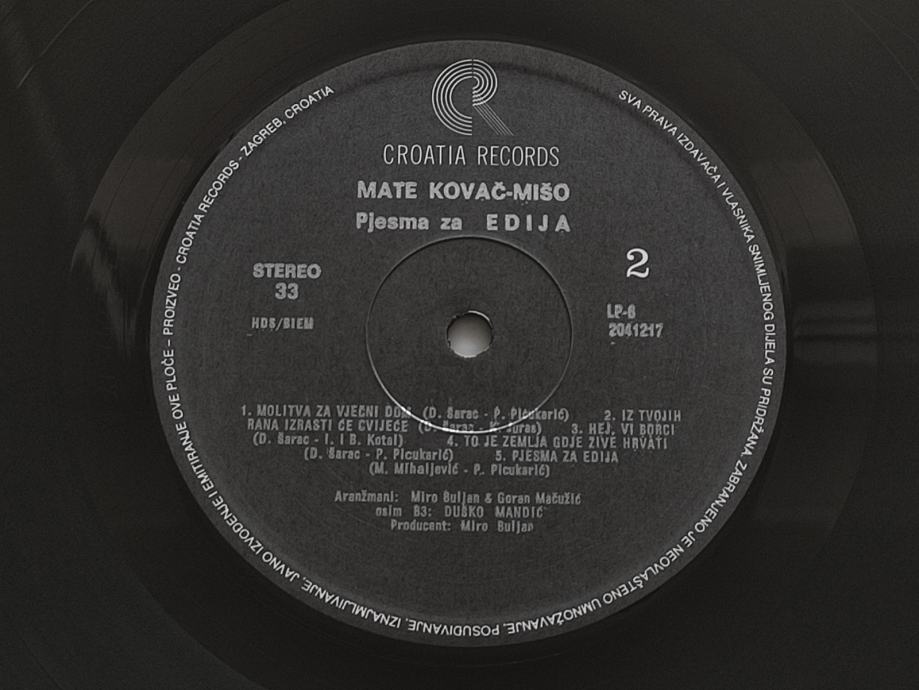 SVA PRAVA IZDAVAČA I VLASNIKA SNIMLJENOG DIJELA SU PRIDRŽANA. ZABRANJENO JE NEOVLAŠTENO UMNOŽAVANJE, POSUĐIVANJE, IZNAJMLJIVANJE, JAVNO IZVOĐENJE I EMITIRANJE OVE PLOČE - PROIZVEO - CROATIA RECORDS - ZAGREB, CROATIA
CROATIA RECORDS
MATE KOVAČ-MIŠO
Pjesma za EDIJA
STEREO
33
HDS/BIEM
2
LP-6
2041217
1. MOLITVA ZA VJEČNI DOM (D. Šarac - P. Picukarić) 2. IZ TVOJIH
RANA IZRASTI ĆE CVIJEĆE (D. Šarac - K. Juras) 3. HEJ, VI BORCI
(D. Šarac - I. I B. Kotal) 4. TO JE ZEMLJA GDJE ŽIVE HRVATI
(D. Šarac - P. Picukarić) 5. PJESMA ZA EDIJA
(M. Mihaljević - P. Picukarić)
Aranžmani: Miro Buljan & Goran Mačužić
osim B3: DUŠKO MANDIĆ
Producent: Miro Buljan